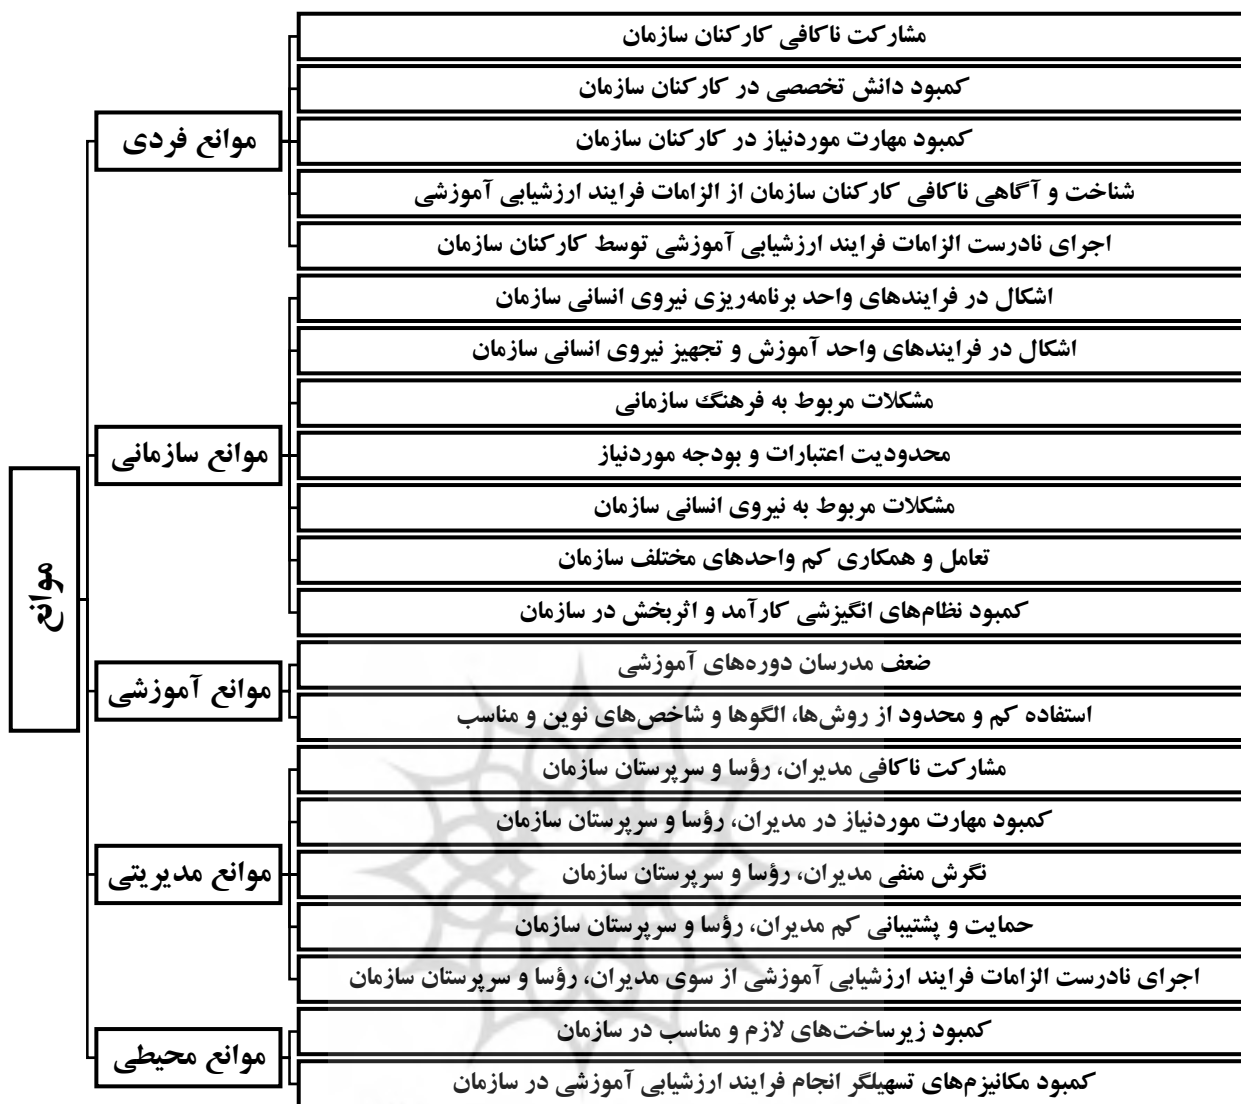 موانع
موانع فردی
مشارکت ناکافی کارکنان سازمان
کمبود دانش تخصصی در کارکنان سازمان
کمبود مهارت موردنیاز در کارکنان سازمان
شناخت و آگاهی ناکافی کارکنان سازمان از الزامات فرایند ارزشیابی آموزشی
اجرای نادرست الزامات فرایند ارزشیابی آموزشی توسط کارکنان سازمان
موانع سازمانی
اشکال در فرایندهای واحد برنامه‌ریزی نیروی انسانی سازمان
اشکال در فرایندهای واحد آموزش و تجهیز نیروی انسانی سازمان
مشکلات مربوط به فرهنگ سازمانی
محدودیت اعتبارات و بودجه موردنیاز
مشکلات مربوط به نیروی انسانی سازمان
تعامل و همکاری کم واحدهای مختلف سازمان
کمبود نظام‌های انگیزشی کارآمد و اثربخش در سازمان
موانع آموزشی
ضعف مدرسان دوره‌های آموزشی
استفاده کم و محدود از روش‌ها، الگوها و شاخص‌های نوین و مناسب
موانع مدیریتی
مشارکت ناکافی مدیران، رؤسا و سرپرستان سازمان
کمبود مهارت موردنیاز در مدیران، رؤسا و سرپرستان سازمان
نگرش منفی مدیران، رؤسا و سرپرستان سازمان
حمایت و پشتیبانی کم مدیران، رؤسا و سرپرستان سازمان
اجرای نادرست الزامات فرایند ارزشیابی آموزشی از سوی مدیران، رؤسا و سرپرستان سازمان
موانع محیطی
کمبود زیرساخت‌های لازم و مناسب در سازمان
کمبود مکانیزم‌های تسهیلگر انجام فرایند ارزشیابی آموزشی در سازمان